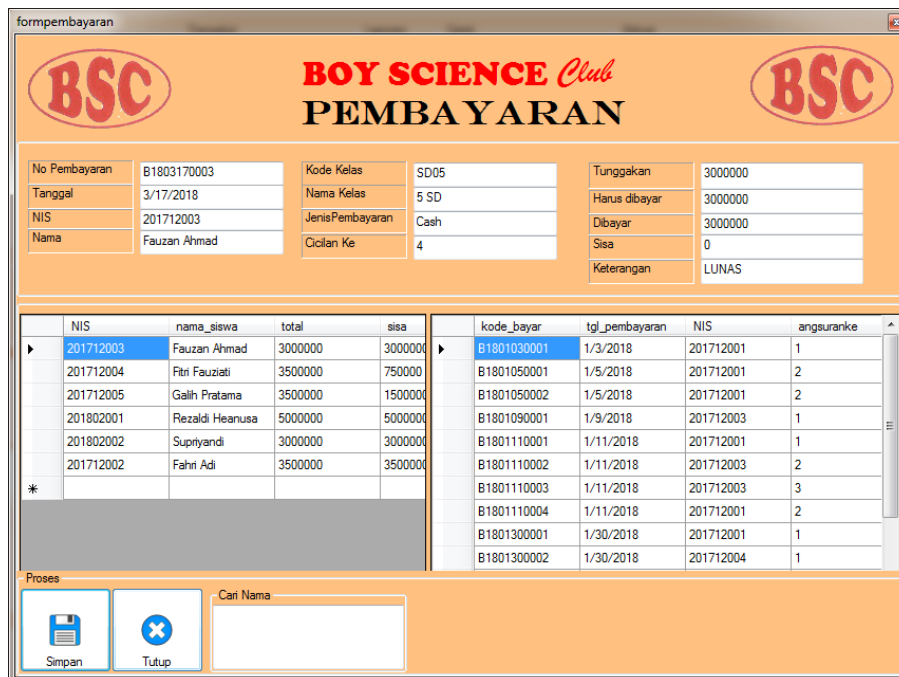 formpembayaran
BSC
BOY SCIENCE Club
PEMBAYARAN
BSC
No Pembayaran B1803170003
Tanggal 3/17/2018
NIS 201712003
Nama Fauzan Ahmad
Kode Kelas SD05
Nama Kelas 5 SD
JenisPembayaran Cash
Cicilan Ke 4
Tunggakan 3000000
Harus dibayar 3000000
Dibayar 3000000
Sisa 0
Keterangan LUNAS
NIS nama_siswa total sisa
201712003 Fauzan Ahmad 3000000 3000000
201712004 Fitri Fauziati 3500000 750000
201712005 Galih Pratama 3500000 1500000
201802001 Rezaldi Heanusa 5000000 5000000
201802002 Supriyandi 3000000 3000000
201712002 Fahri Adi 3500000 3500000
kode_bayar tgl_pembayaran NIS angsuranke
B1801030001 1/3/2018 201712001 1
B1801050001 1/5/2018 201712001 2
B1801050002 1/5/2018 201712001 2
B1801090001 1/9/2018 201712003 1
B1801110001 1/11/2018 201712001 1
B1801110002 1/11/2018 201712003 2
B1801110003 1/11/2018 201712003 3
B1801110004 1/11/2018 201712001 2
B1801300001 1/30/2018 201712001 1
B1801300002 1/30/2018 201712004 1
Proses
Simpan
Tutup
Cari Nama